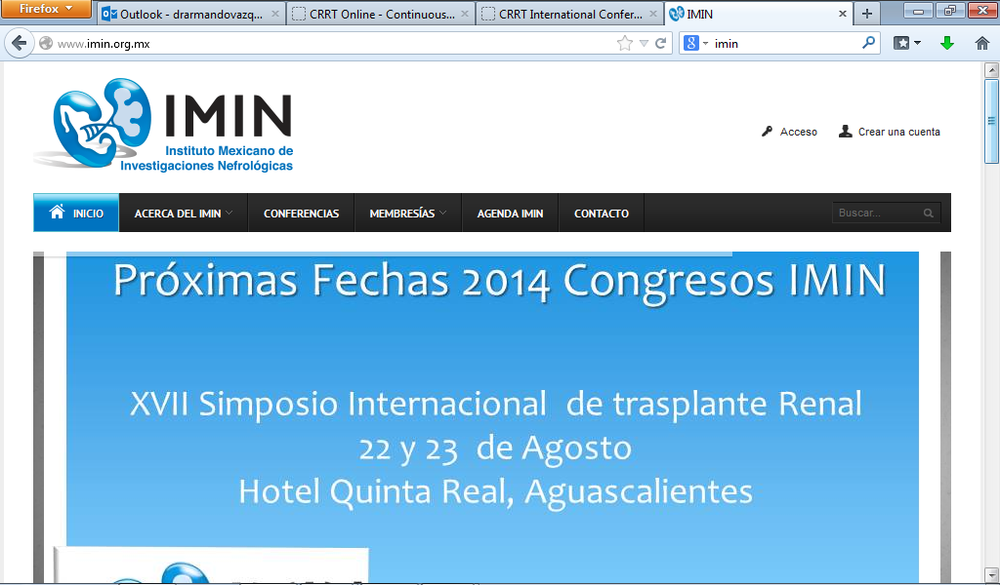 Firefox
Outlook - drarmandovazq...
CRRT Online - Continuous...
CRRT International Confer...
IMIN
www.imin.org.mx
8
imin
IMIN
Instituto Mexicano de
Investigaciones Nefrológicas
Acceso
Crear una cuenta
INICIO
ACERCA DEL IMIN
CONFERENCIAS
MEMBRESÍAS
AGENDA IMIN
CONTACTO
Buscar...
Próximas Fechas 2014 Congresos IMIN
XVII Simposio Internacional de trasplante Renal
22 y 23 de Agosto
Hotel Quinta Real, Aguascalientes